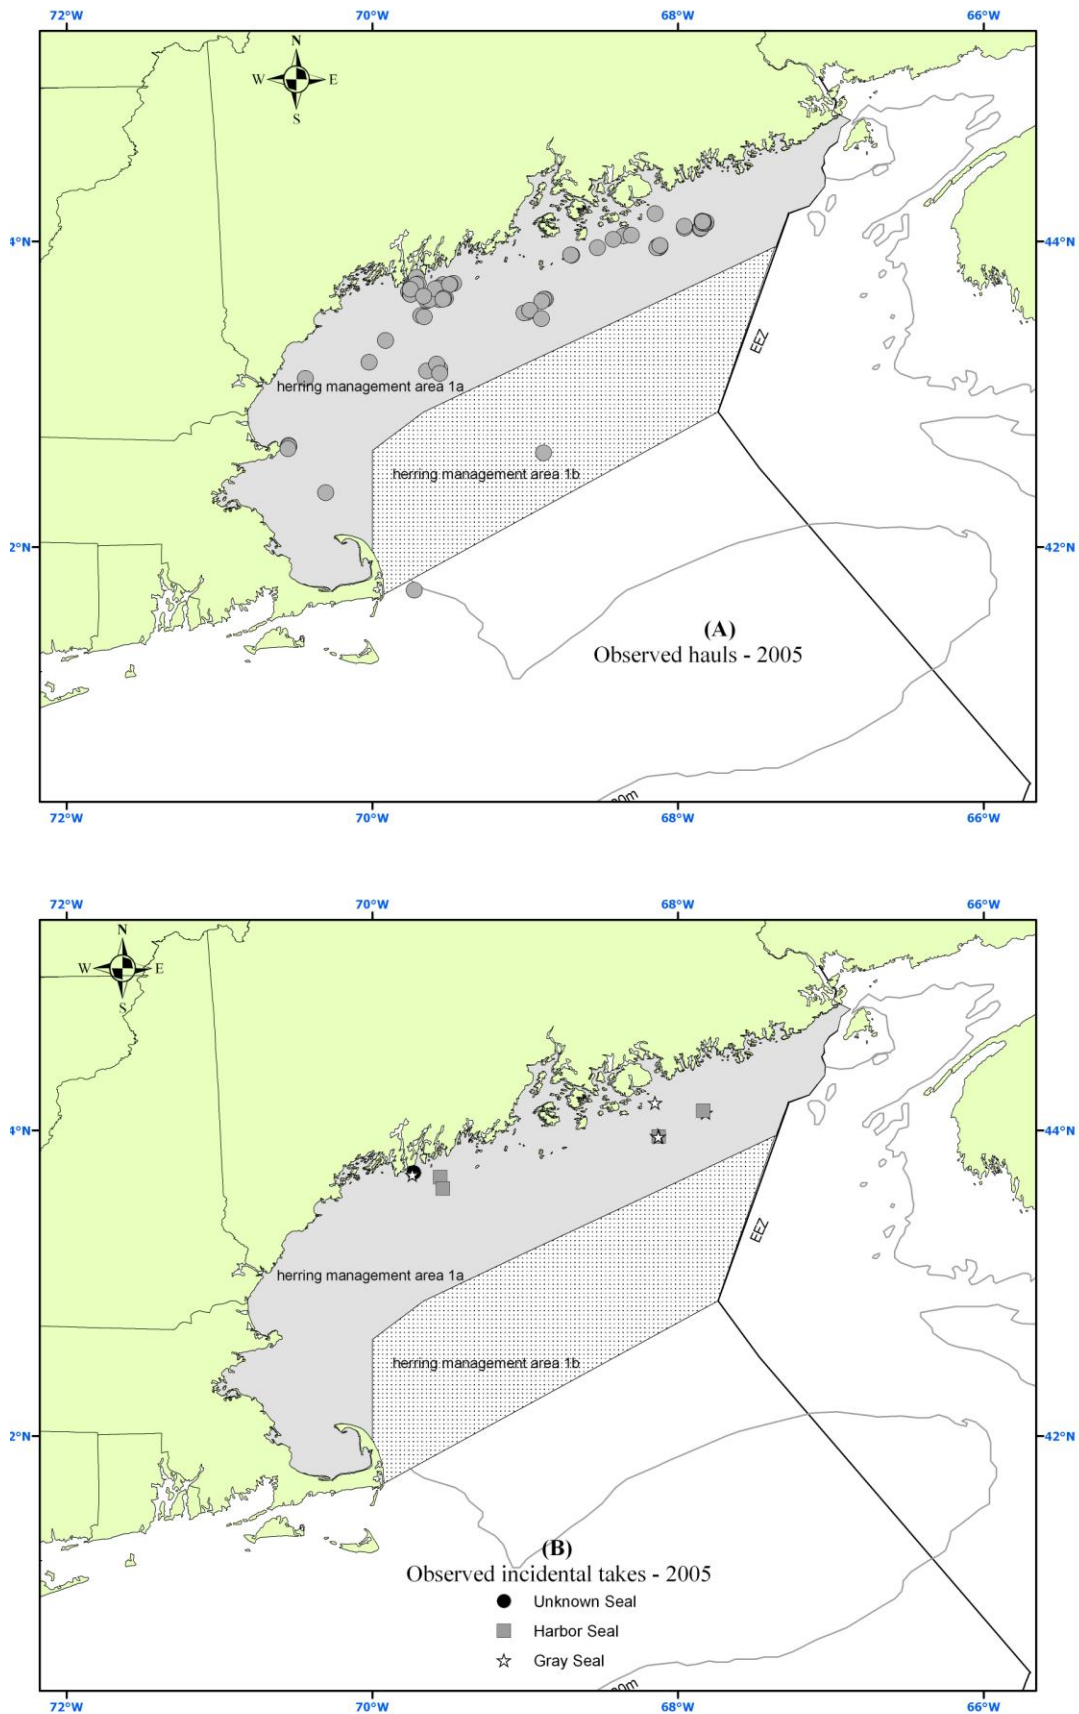 72°W 70°W 68°W 66°W
N
W E
S
4°N 44°N
EEZ
herring management area 1a
herring management area 1b
2°N 42°N
(A)
Observed hauls - 2005
72°W 70°W 68°W 66°W
72°W 70°W 68°W 66°W
N
W E
S
4°N 44°N
EEZ
herring management area 1a
herring management area 1b
2°N 42°N
(B)
Observed incidental takes - 2005
Unknown Seal
Harbor Seal
Gray Seal
72°W 70°W 68°W 66°W